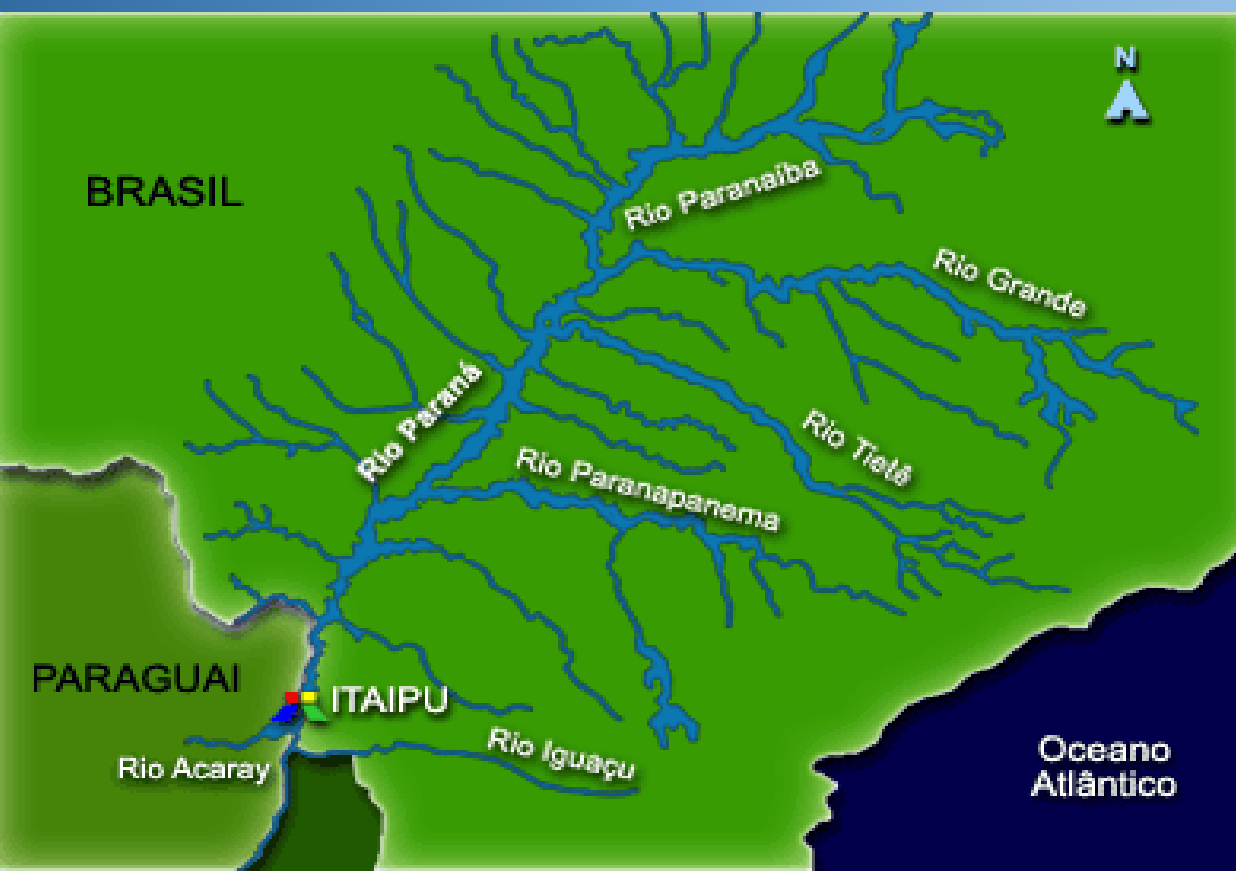 N
BRASIL
Rio Paranaíba
Rio Grande
Rio Paraná
Rio Tietê
Rio Paranapanema
PARAGUAI
ITAIPU
Rio Iguaçu
Rio Acaray
Oceano
Atlântico